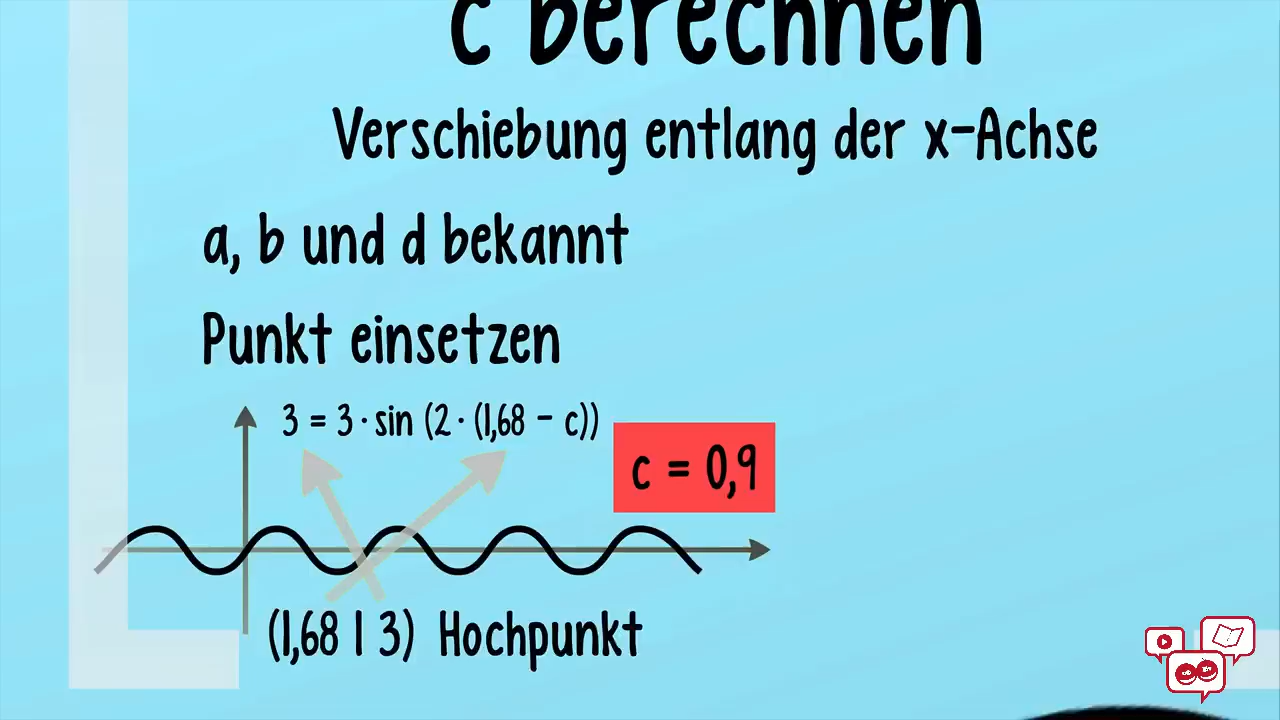 c berechnen
Verschiebung entlang der x-Achse
a, b und d bekannt
Punkt einsetzen
3 = 3 · sin (2 · (1,68 - c))
c = 0,9
(1,68 | 3) Hochpunkt